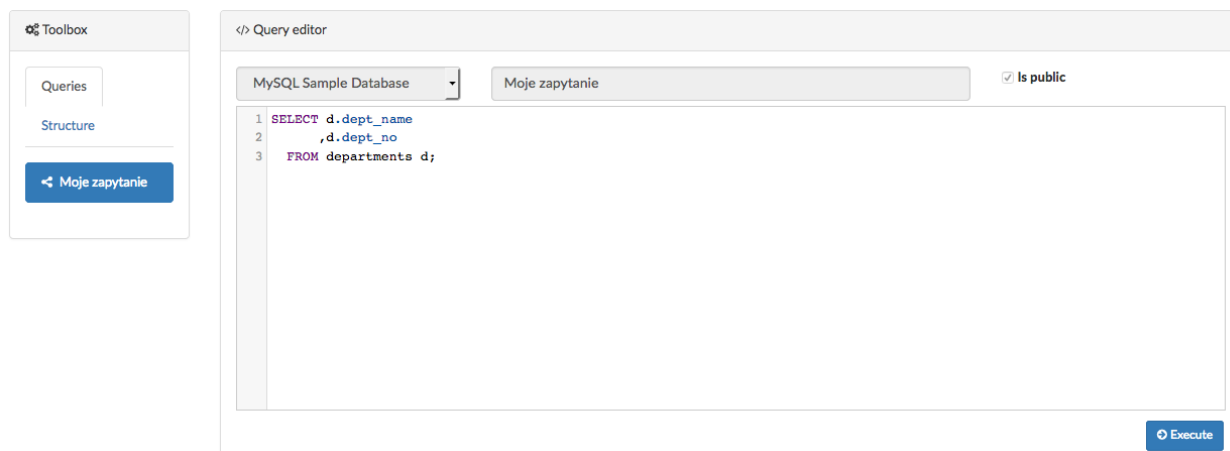 Toolbox
Queries
Structure
Moje zapytanie
</> Query editor
MySQL Sample Database
Moje zapytanie
Is public
1 SELECT d.dept_name
2 ,d.dept_no
3 FROM departments d;
Execute